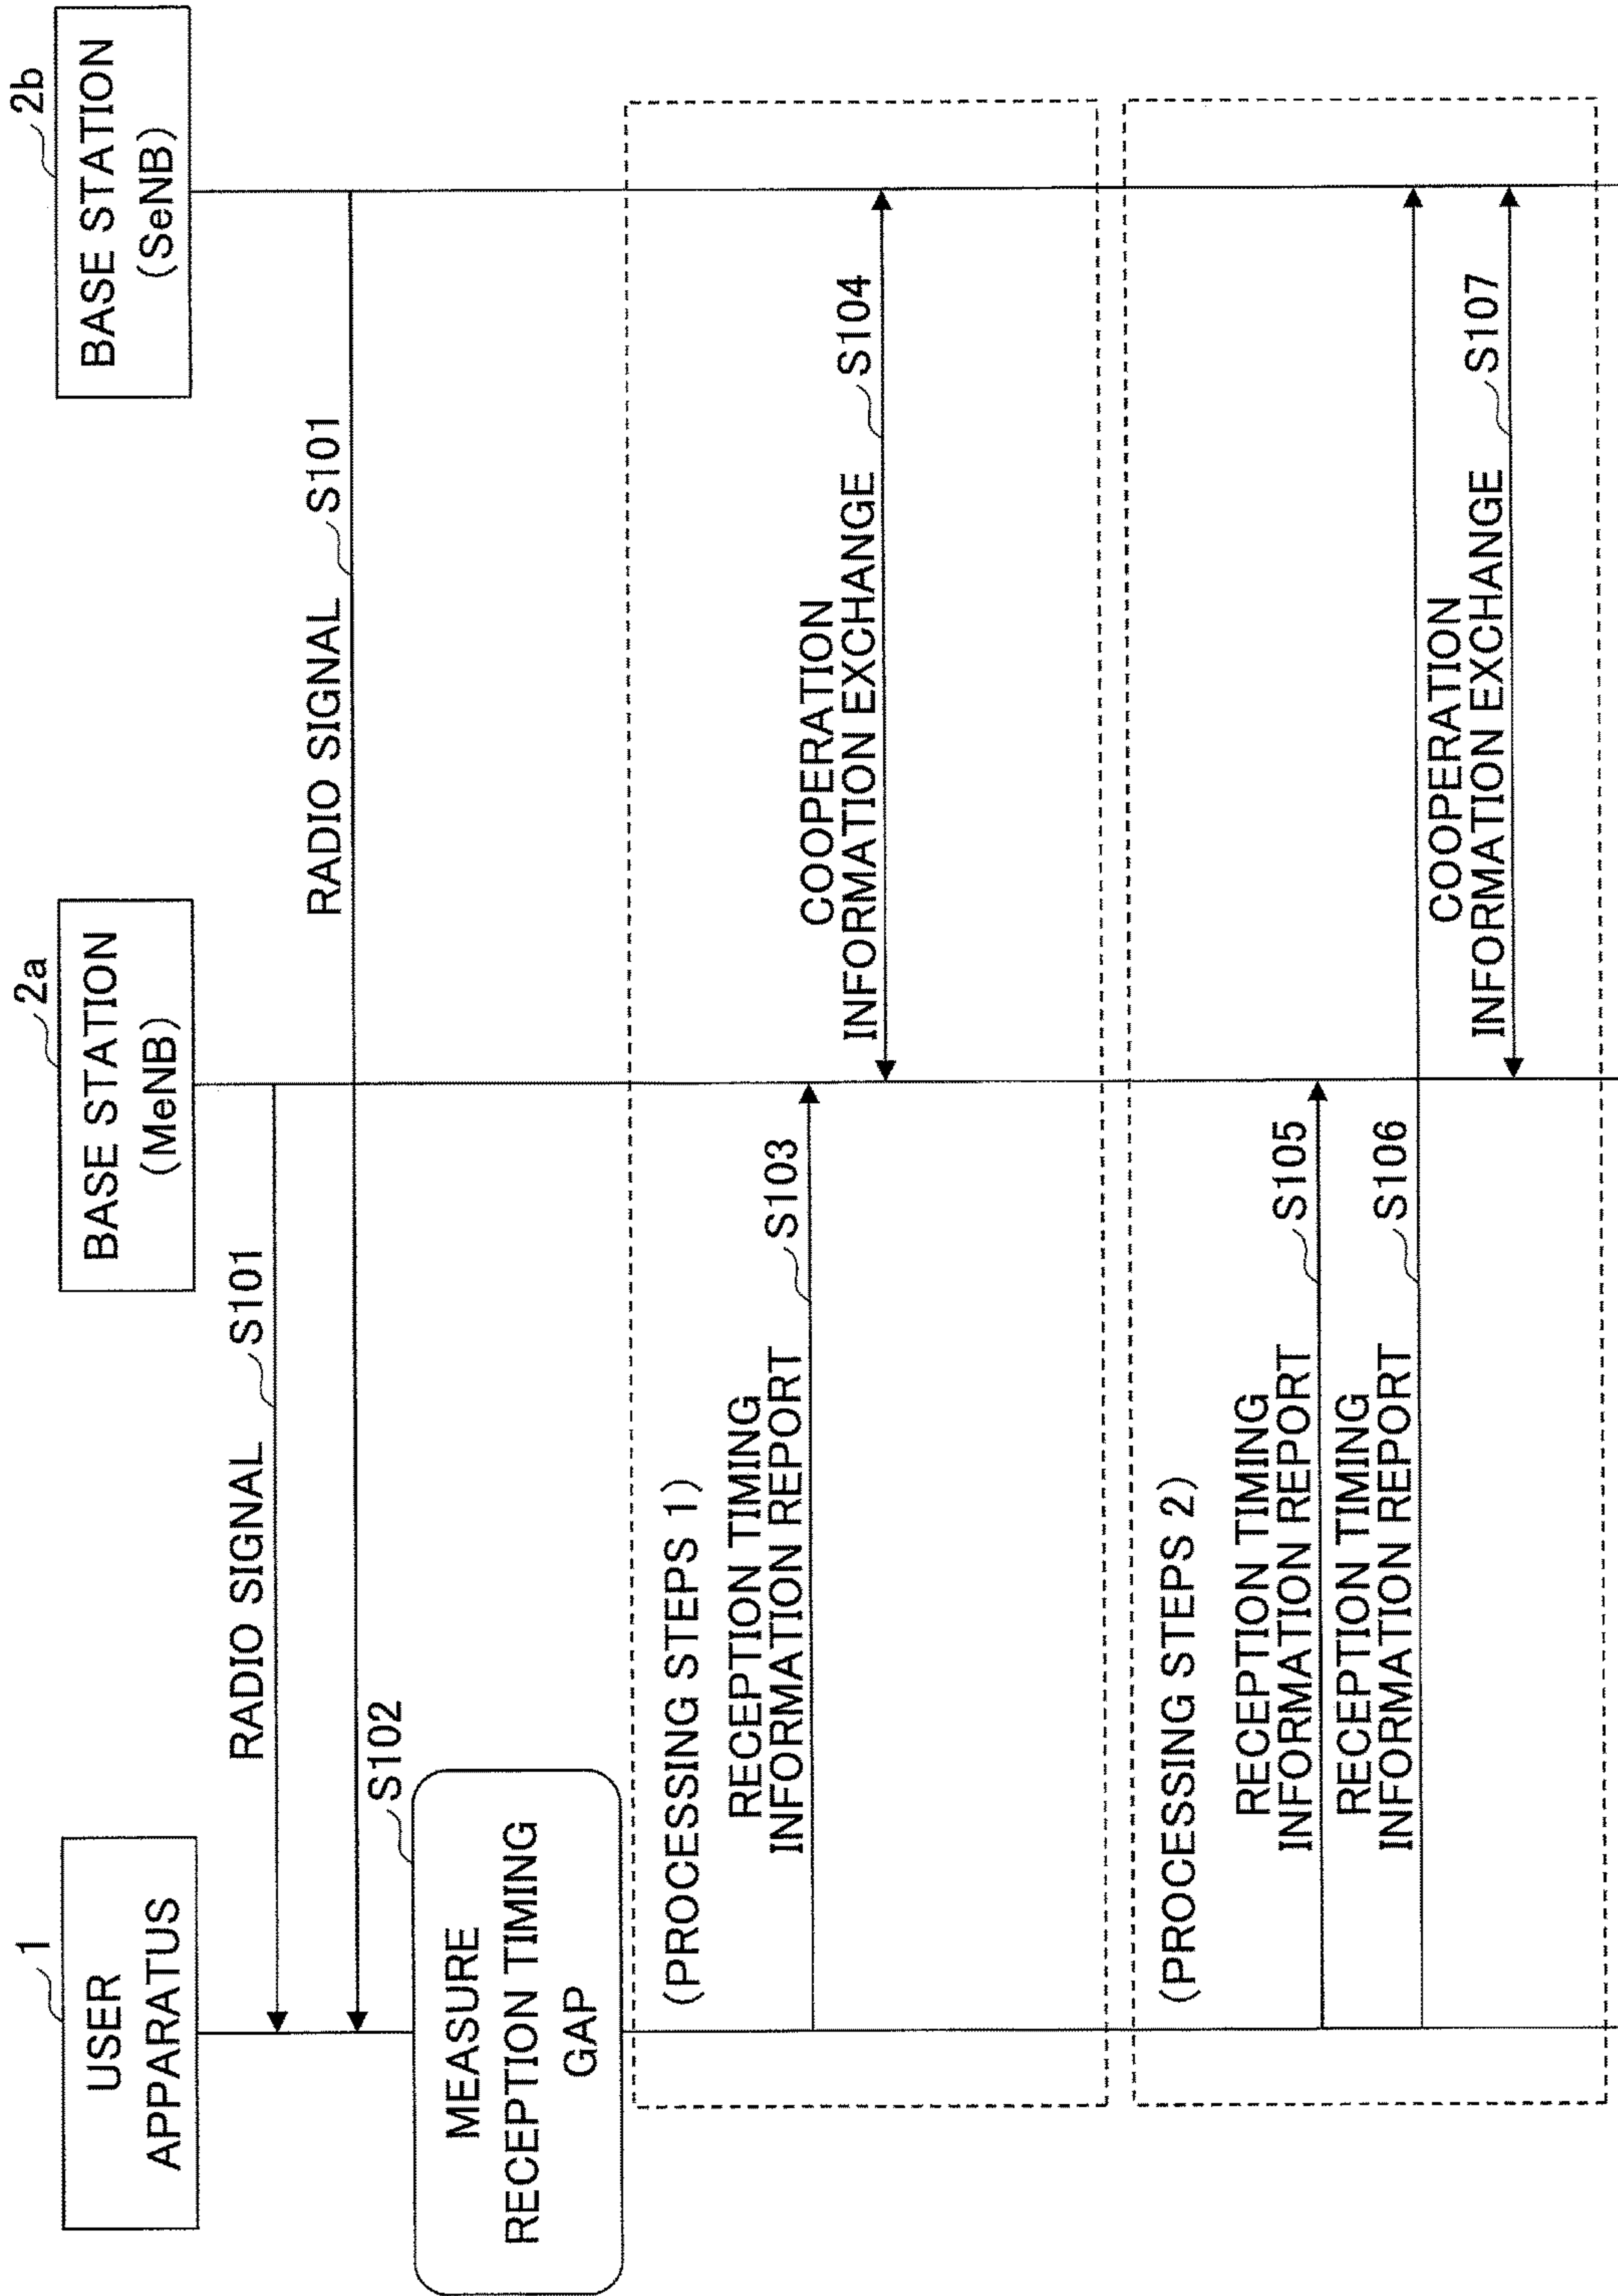 1
USER
APPARATUS
2a
BASE STATION
(MeNB)
2b
BASE STATION
(SeNB)
RADIO SIGNAL S101
RADIO SIGNAL S101
S102
MEASURE
RECEPTION TIMING
GAP
(PROCESSING STEPS 1)
RECEPTION TIMING
INFORMATION REPORT S103
COOPERATION
INFORMATION EXCHANGE S104
(PROCESSING STEPS 2)
RECEPTION TIMING
INFORMATION REPORT S105
RECEPTION TIMING
INFORMATION REPORT S106
COOPERATION
INFORMATION EXCHANGE S107